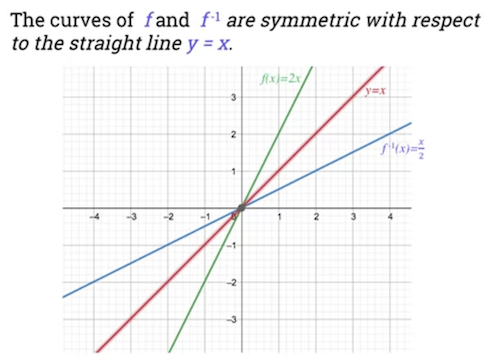 The curves of f and f⁻¹ are symmetric with respect
to the straight line y = x.
f(x)=2x
y=x
f⁻¹(x)=x/2
3
2
1
-4 -3 -2 -1 0 1 2 3 4
-1
-2
-3